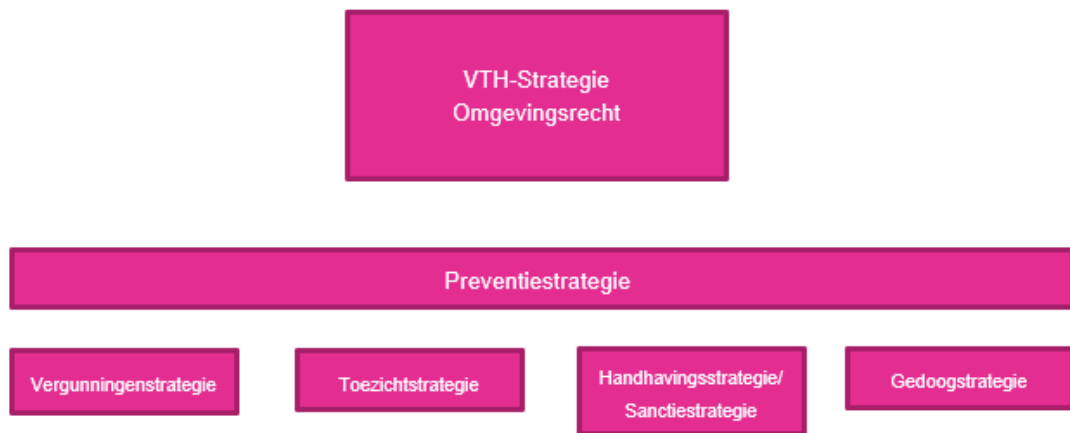 VTH-Strategie
Omgevingsrecht
Preventiestrategie
Vergunningenstrategie
Toezichtstrategie
Handhavingsstrategie/
Sanctiestrategie
Gedoogstrategie